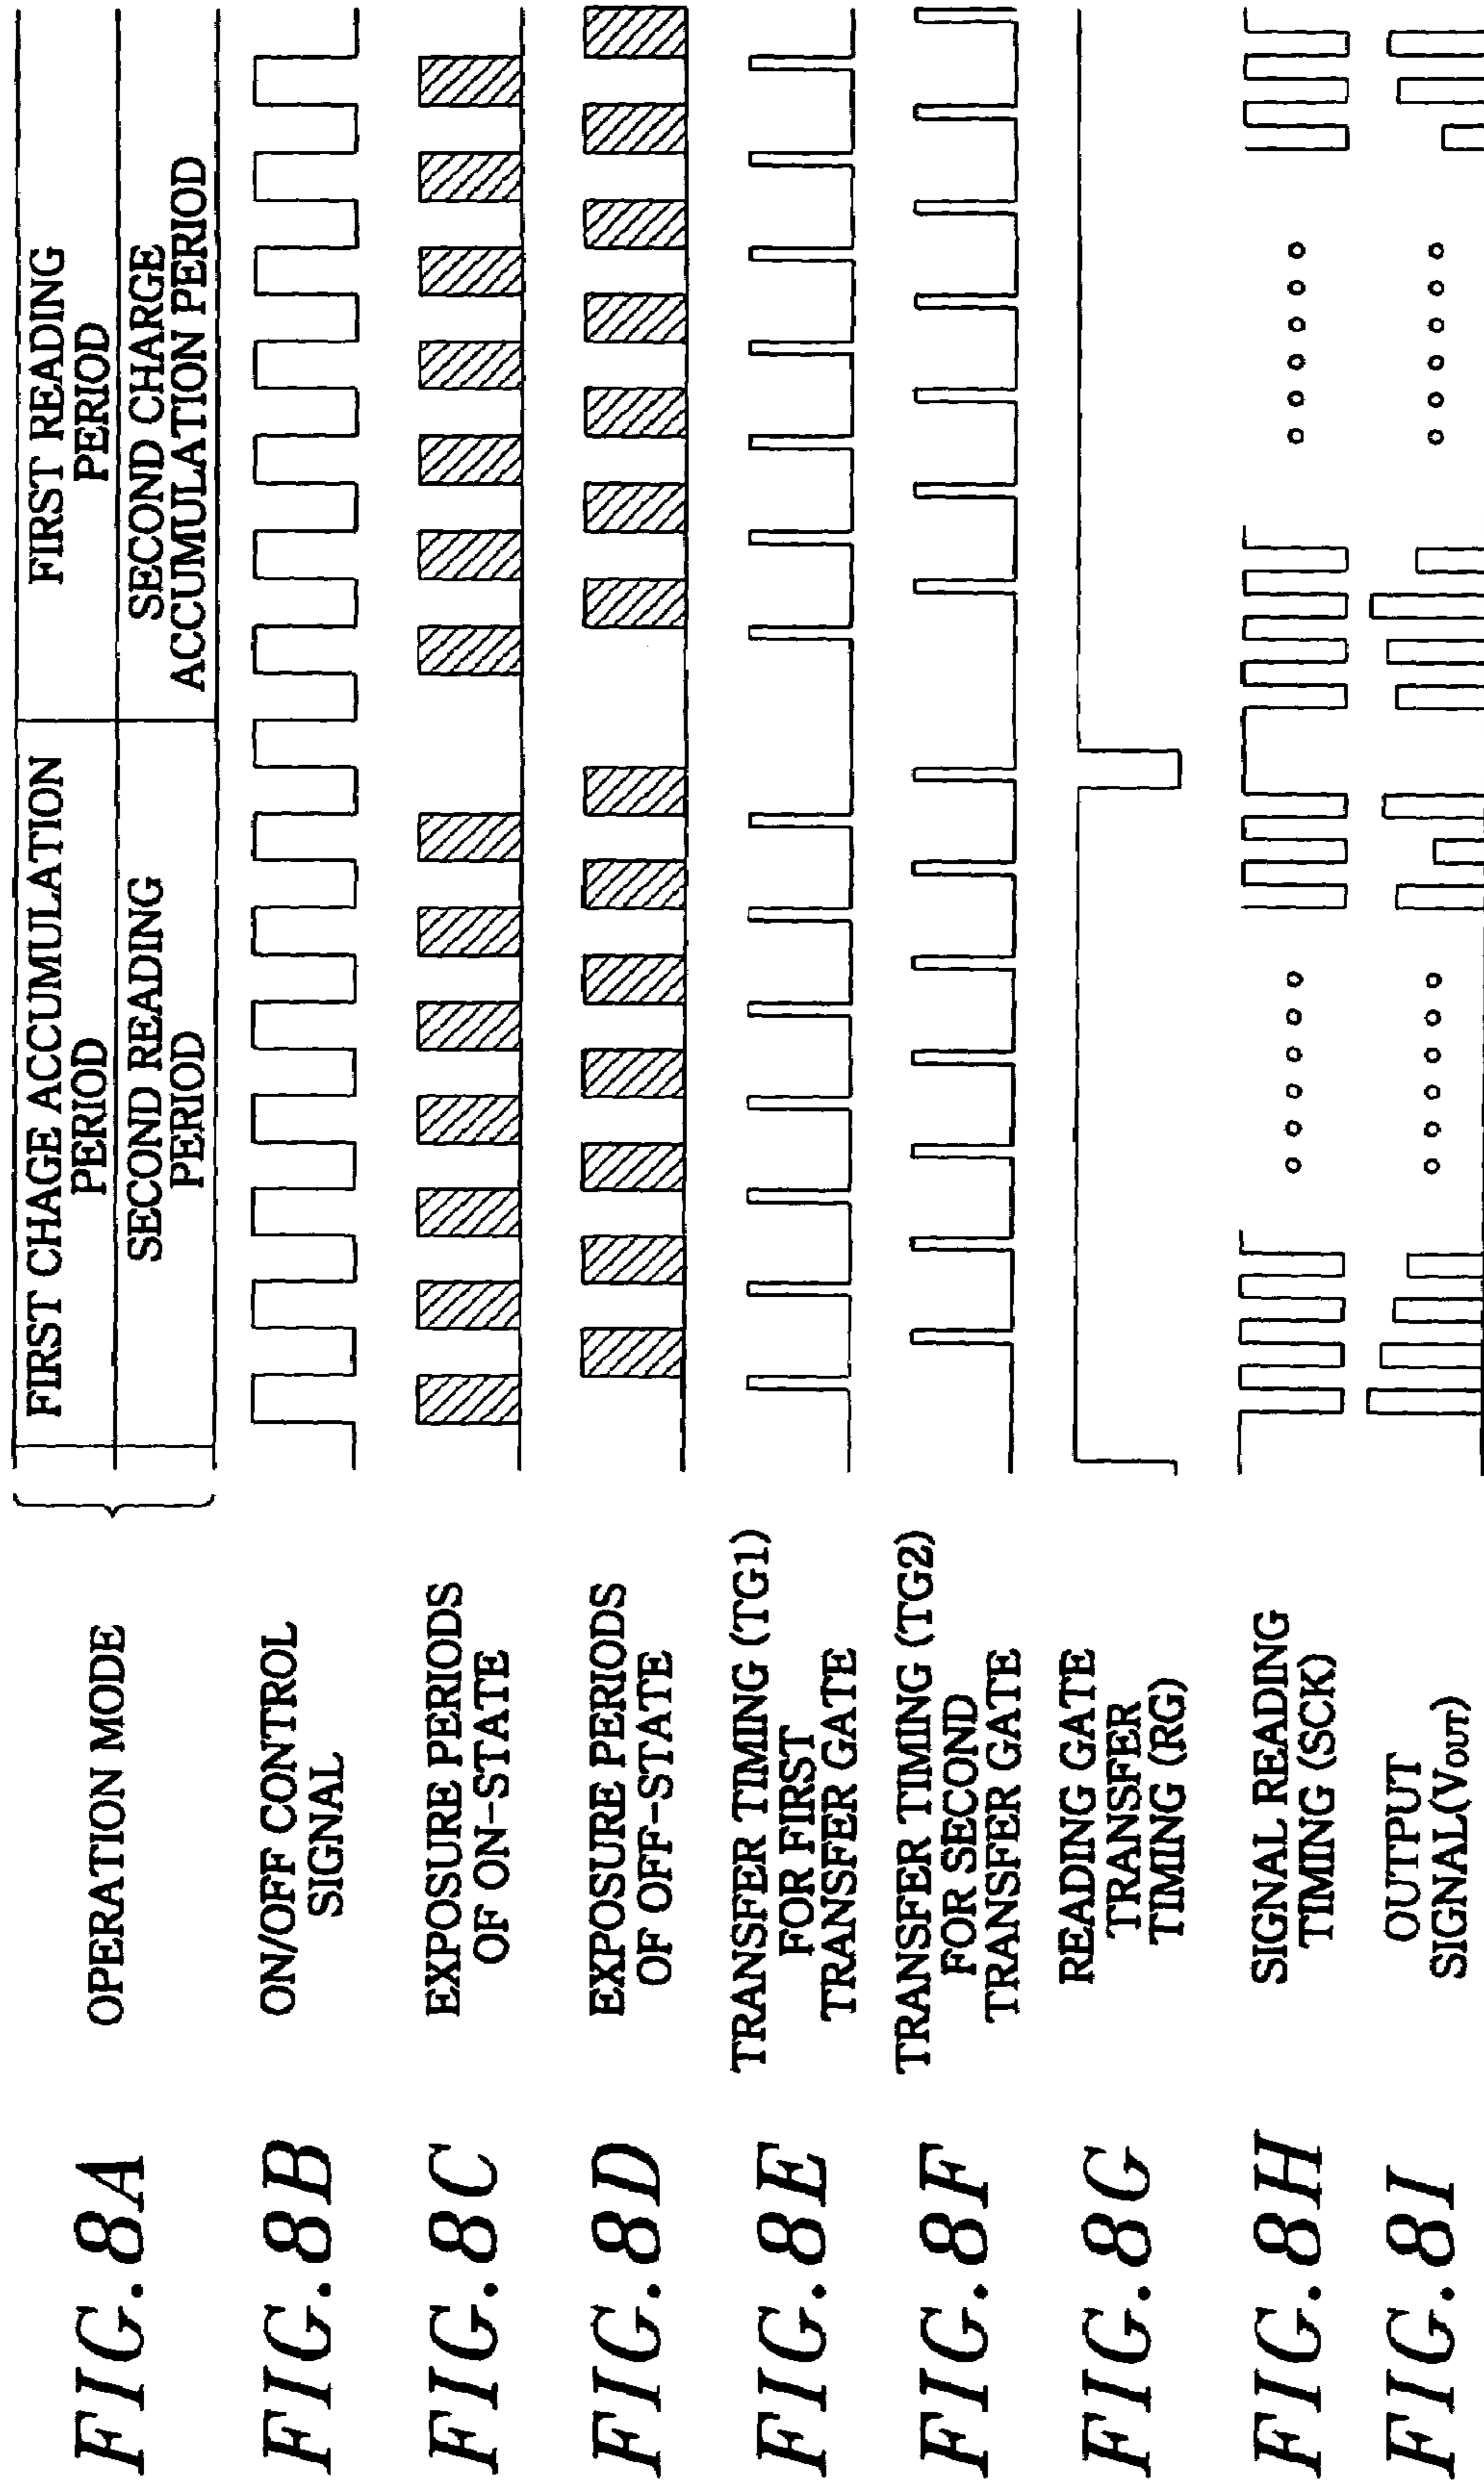 FIG.8A
OPERATION MODE
FIRST CHAGE ACCUMULATION
PERIOD
FIRST READING
PERIOD
SECOND READING
PERIOD
SECOND CHARGE
ACCUMULATION PERIOD
FIG.8B
ON/OFF CONTROL
SIGNAL
FIG.8C
EXPOSURE PERIODS
OF ON-STATE
FIG.8D
EXPOSURE PERIODS
OF OFF-STATE
FIG.8E
TRANSFER TIMING (TG1)
FOR FIRST
TRANSFER GATE
FIG.8F
TRANSFER TIMING (TG2)
FOR SECOND
TRANSFER GATE
FIG.8G
READING GATE
TRANSFER
TIMING (RG)
FIG.8H
SIGNAL READING
TIMING (SCK)
FIG.8I
OUTPUT
SIGNAL(VOUT)